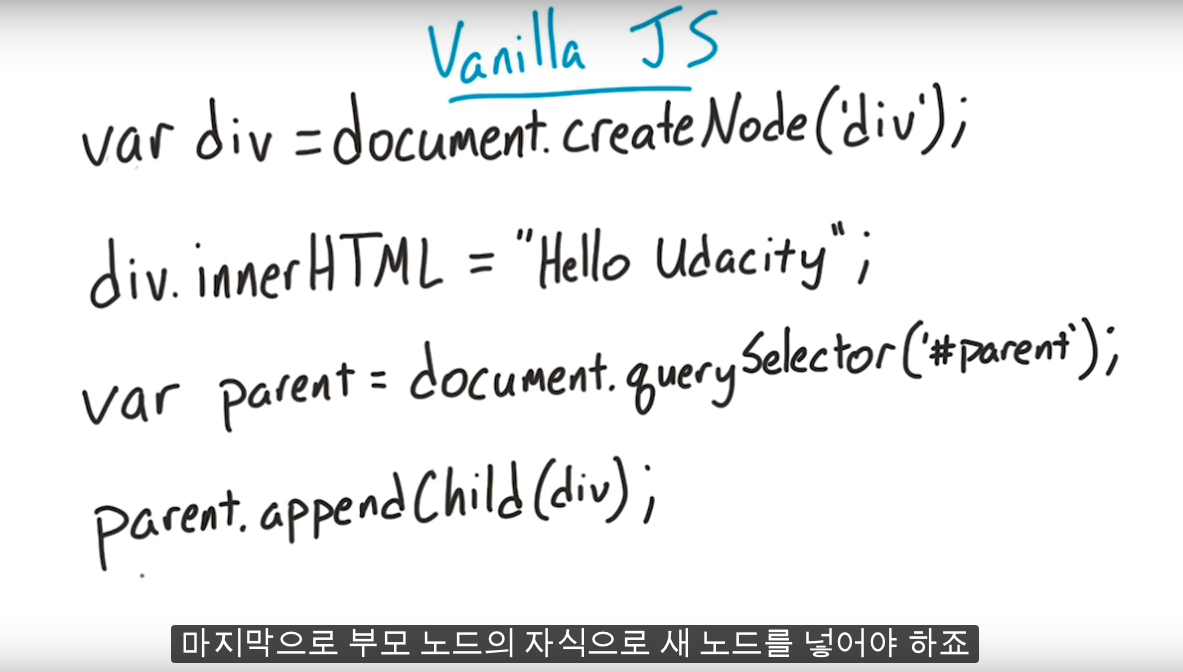 Vanilla JS
var div = document.createNode('div');
div.innerHTML = "Hello Udacity";
var parent = document.querySelector('#parent');
parent.appendChild(div);
마지막으로 부모 노드의 자식으로 새 노드를 넣어야 하죠